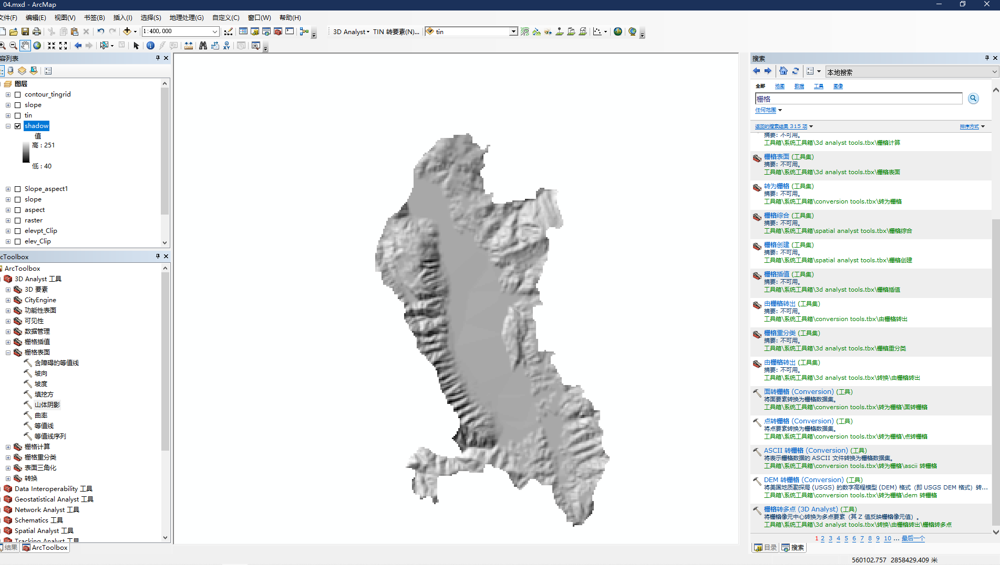 04.mxd - ArcMap
文件(F) 编辑(E) 视图(V) 书签(B) 插入(I) 选择(S) 地理处理(G) 自定义(C) 窗口(W) 帮助(H)
1:400,000
3D Analyst TIN 转要素(N)... tin
容列表
图层
contour_tingrid
slope
tin
shadow
值
高 : 251
低 : 40
Slope_aspect1
slope
aspect
raster
elevpt_Clip
elev_Clip
cToolbox
ArcToolbox
3D Analyst 工具
3D 要素
CityEngine
功能性表面
可见性
数据管理
栅格插值
栅格表面
含障碍的等值线
坡向
坡度
填挖方
山体阴影
曲率
等值线
等值线序列
栅格计算
栅格重分类
表面三角化
转换
Data Interoperability 工具
Geostatistical Analyst 工具
Network Analyst 工具
Schematics 工具
Spatial Analyst 工具
Tracking Analyst 工具
结果 ArcToolbox
搜索
本地搜索
全部 地图 数据 工具 图像
栅格
任何范围
返回的搜索结果 315 项 排序方式
摘要: 不可用。
工具箱\系统工具箱\3d analyst tools.tbx\栅格计算
栅格表面 (工具集)
摘要: 不可用。
工具箱\系统工具箱\3d analyst tools.tbx\栅格表面
转为栅格 (工具集)
摘要: 不可用。
工具箱\系统工具箱\conversion tools.tbx\转为栅格
栅格综合 (工具集)
摘要: 不可用。
工具箱\系统工具箱\spatial analyst tools.tbx\栅格综合
栅格创建 (工具集)
摘要: 不可用。
工具箱\系统工具箱\spatial analyst tools.tbx\栅格创建
栅格插值 (工具集)
摘要: 不可用。
工具箱\系统工具箱\3d analyst tools.tbx\栅格插值
由栅格转出 (工具集)
摘要: 不可用。
工具箱\系统工具箱\conversion tools.tbx\由栅格转出
栅格重分类 (工具集)
摘要: 不可用。
工具箱\系统工具箱\3d analyst tools.tbx\栅格重分类
由栅格转出 (工具集)
摘要: 不可用。
工具箱\系统工具箱\3d analyst tools.tbx\转换\由栅格转出
面转栅格 (Conversion) (工具)
将面要素转换为栅格数据集。
工具箱\系统工具箱\conversion tools.tbx\转为栅格\面转栅格
点转栅格 (Conversion) (工具)
将点要素转换为栅格数据集。
工具箱\系统工具箱\conversion tools.tbx\转为栅格\点转栅格
ASCII 转栅格 (Conversion) (工具)
将表示栅格数据的 ASCII 文件转换为栅格数据集。
工具箱\系统工具箱\conversion tools.tbx\转为栅格\ascii 转栅格
DEM 转栅格 (Conversion) (工具)
将美国地质勘探局 (USGS) 的数字高程模型 (DEM) 格式（即 USGS DEM 格式）转...
工具箱\系统工具箱\conversion tools.tbx\转为栅格\dem 转栅格
栅格转多点 (3D Analyst) (工具)
将栅格像元中心转换为多点要素（其 Z 值反映栅格像元值）。
工具箱\系统工具箱\3d analyst tools.tbx\转换\由栅格转出\栅格转多点
1 2 3 4 5 6 7 8 9 10 ... 最后一个
目录 搜索
560102.757 2858429.409 米